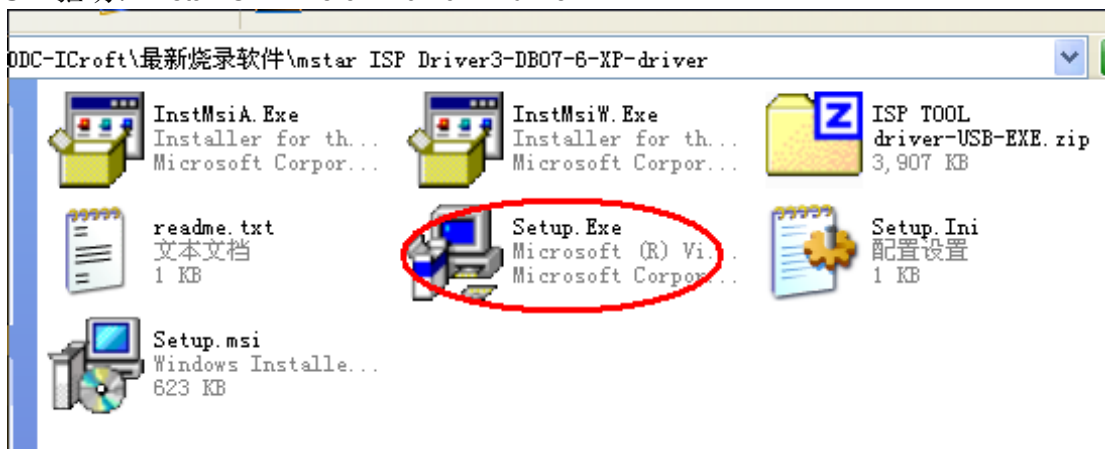 ODC-ICroft\最新烧录软件\mstar ISP Driver3-DB07-6-XP-driver
InstMsiA.Exe
Installer for th...
Microsoft Corpor...
InstMsiW.Exe
Installer for th...
Microsoft Corpor...
ISP TOOL
driver-USB-EXE.zip
3,907 KB
readme.txt
文本文档
1 KB
Setup.Exe
Microsoft (R) Vi...
Microsoft Corpor...
Setup.Ini
配置设置
1 KB
Setup.msi
Windows Installe...
623 KB